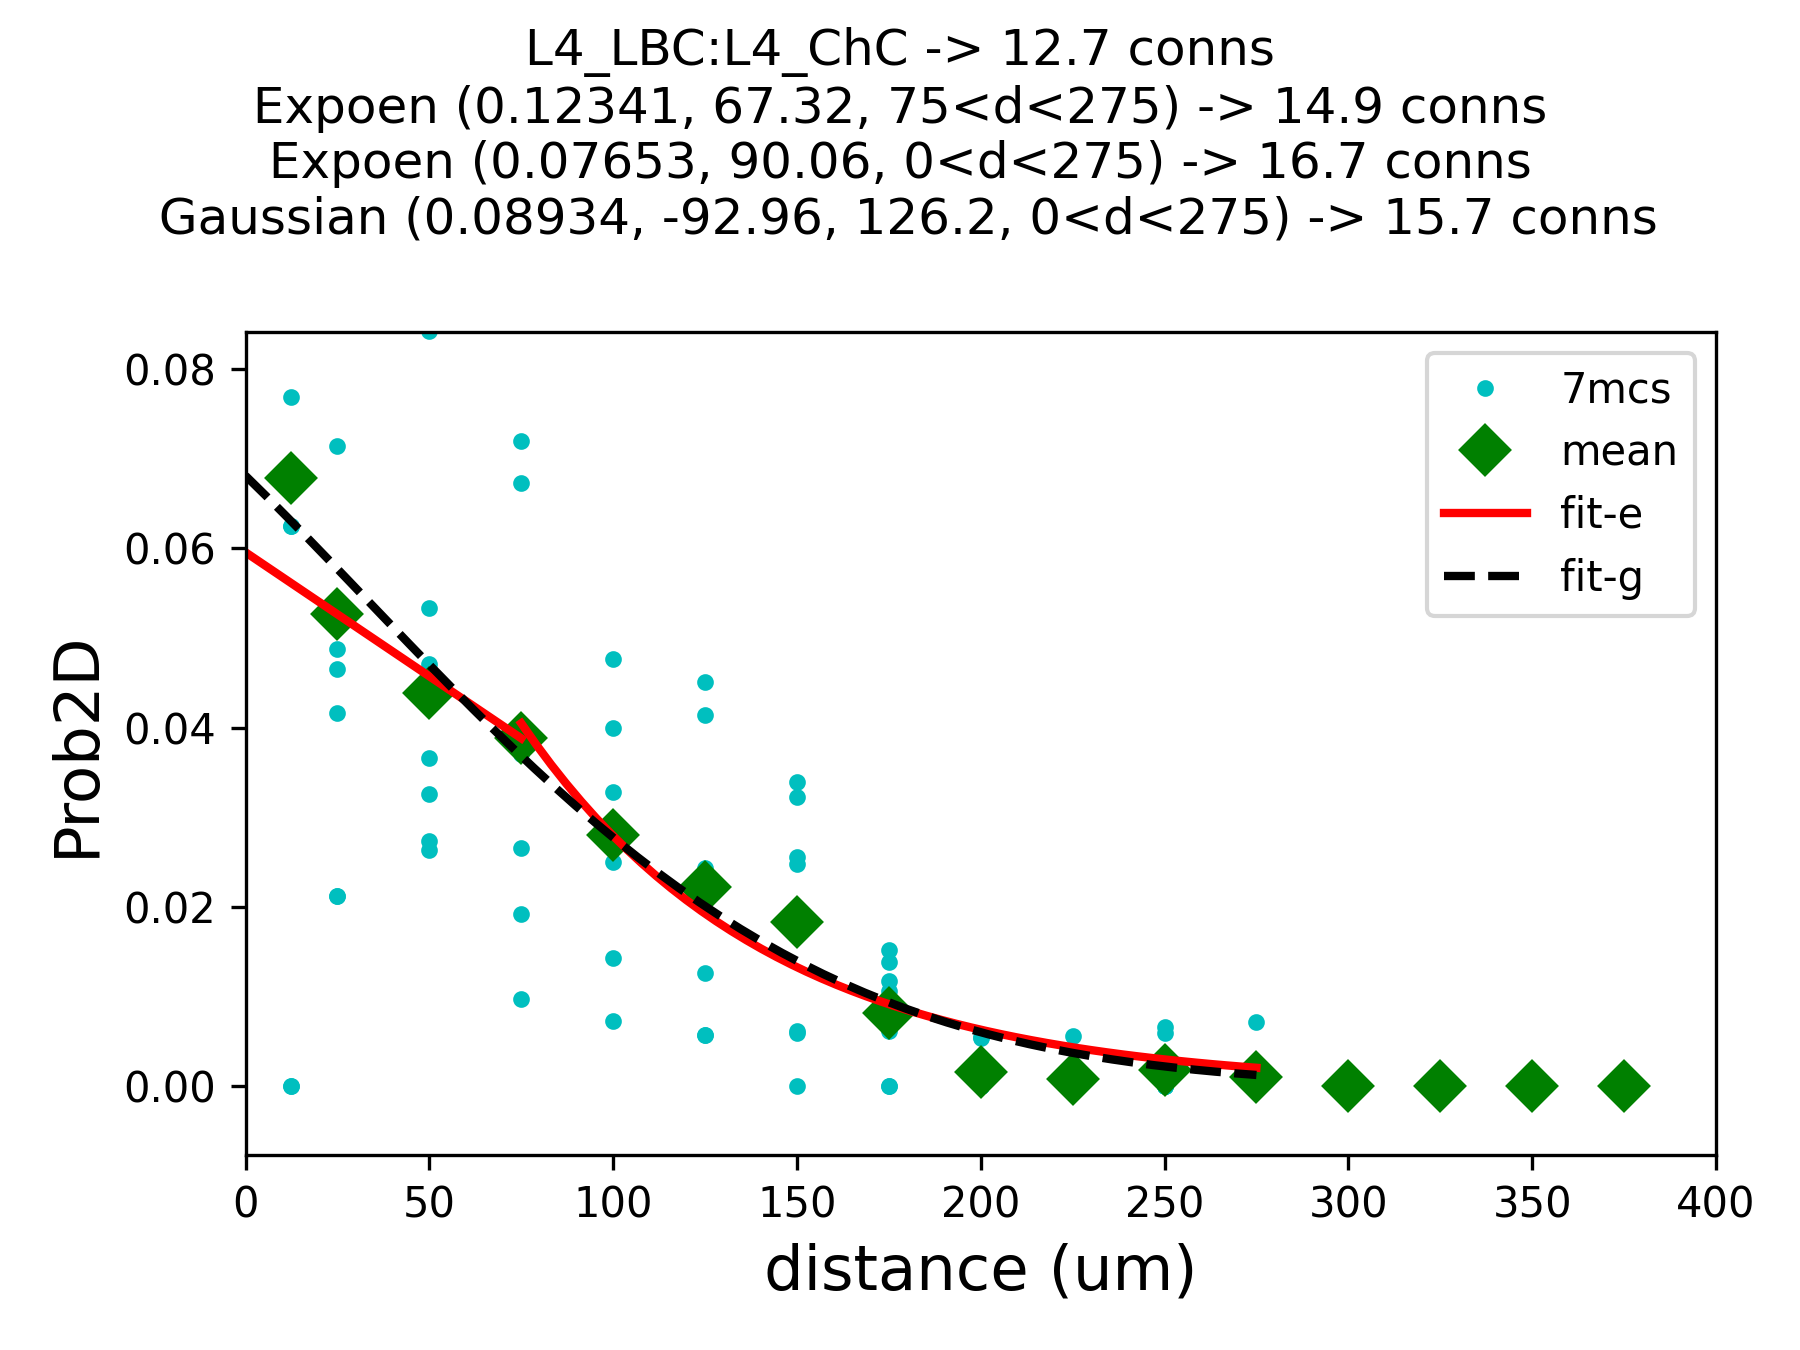 L4_LBC:L4_ChC -> 12.7 conns
Expoen (0.12341, 67.32, 75<d<275) -> 14.9 conns
Expoen (0.07653, 90.06, 0<d<275) -> 16.7 conns
Gaussian (0.08934, -92.96, 126.2, 0<d<275) -> 15.7 conns
7mcs
mean
fit-e
fit-g
Prob2D
0.08
0.06
0.04
0.02
0.00
0 50 100 150 200 250 300 350 400
distance (um)